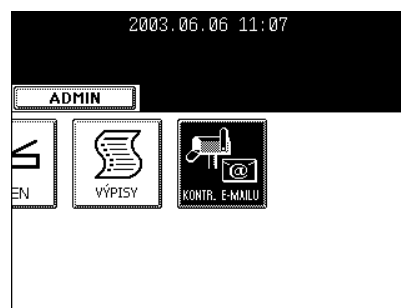 2003.06.06 11:07
ADMIN
EN
VÝPISY
KONTR. E-MAILU